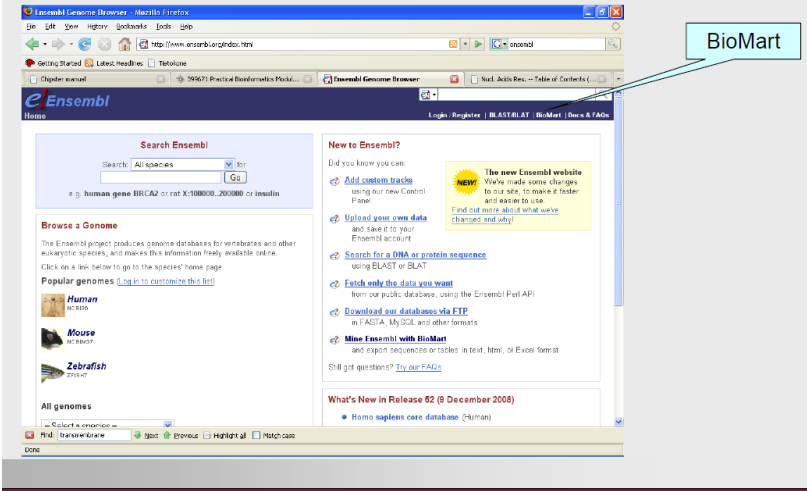 Ensembl Genome Browser - Mozilla Firefox
File Edit View History Bookmarks Tools Help
http://www.ensembl.org/index.html
ensembl
BioMart
Getting Started Latest Headlines Tietokone
Chipster manual
399671 Practical Bioinformatics Modul...
Ensembl Genome Browser
Nucl. Acids Res. -- Table of Contents (...
e!Ensembl
Home
Login / Register | BLAST/BLAT | BioMart | Docs & FAQs
Search Ensembl
Search: All species for
Go
e.g. human gene BRCA2 or rat X:100000..200000 or insulin
Browse a Genome
The Ensembl project produces genome databases for vertebrates and other
eukaryotic species, and makes this information freely available online.
Click on a link below to go to the species' home page
Popular genomes (Log in to customize this list)
Human
NCBI36
Mouse
NCBIM37
Zebrafish
ZFISH7
All genomes
-- Select a species --
New to Ensembl?
Did you know you can:
Add custom tracks
using our new Control
Panel
Upload your own data
and save it to your
Ensembl account
Search for a DNA or protein sequence
using BLAST or BLAT
Fetch only the data you want
from our public database, using the Ensembl Perl API
Download our databases via FTP
in FASTA, MySQL and other formats
Mine Ensembl with BioMart
and export sequences or tables in text, html, or Excel format
Still got questions? Try our FAQs
NEW!
The new Ensembl website
We've made some changes
to our site, to make it faster
and easier to use.
Find out more about what we've
changed and why!
What's New in Release 52 (9 December 2008)
Homo sapiens core database (Human)
Find: transmembrane Next Previous Highlight all Match case
Done